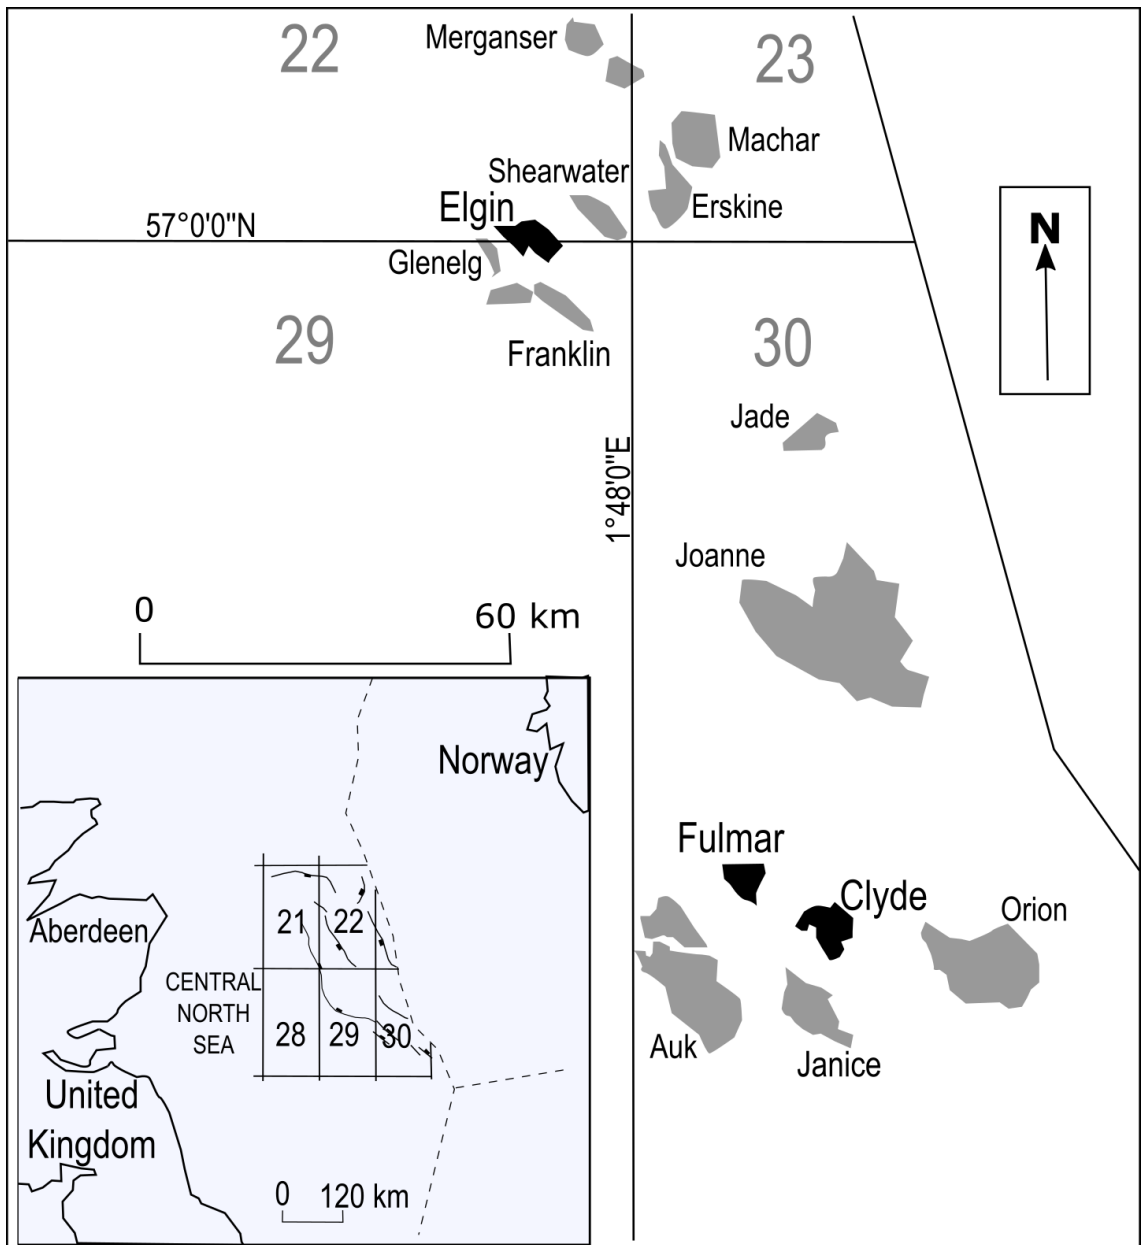 22
Merganser
23
Machar
Shearwater
Elgin
Erskine
57°0'0"N
N
Glenelg
29
Franklin
30
Jade
1°48'0"E
Joanne
0
60 km
Norway
Fulmar
Clyde
Orion
Auk
Janice
Aberdeen
21
22
CENTRAL
NORTH
SEA
28
29
30
United
Kingdom
0
120 km